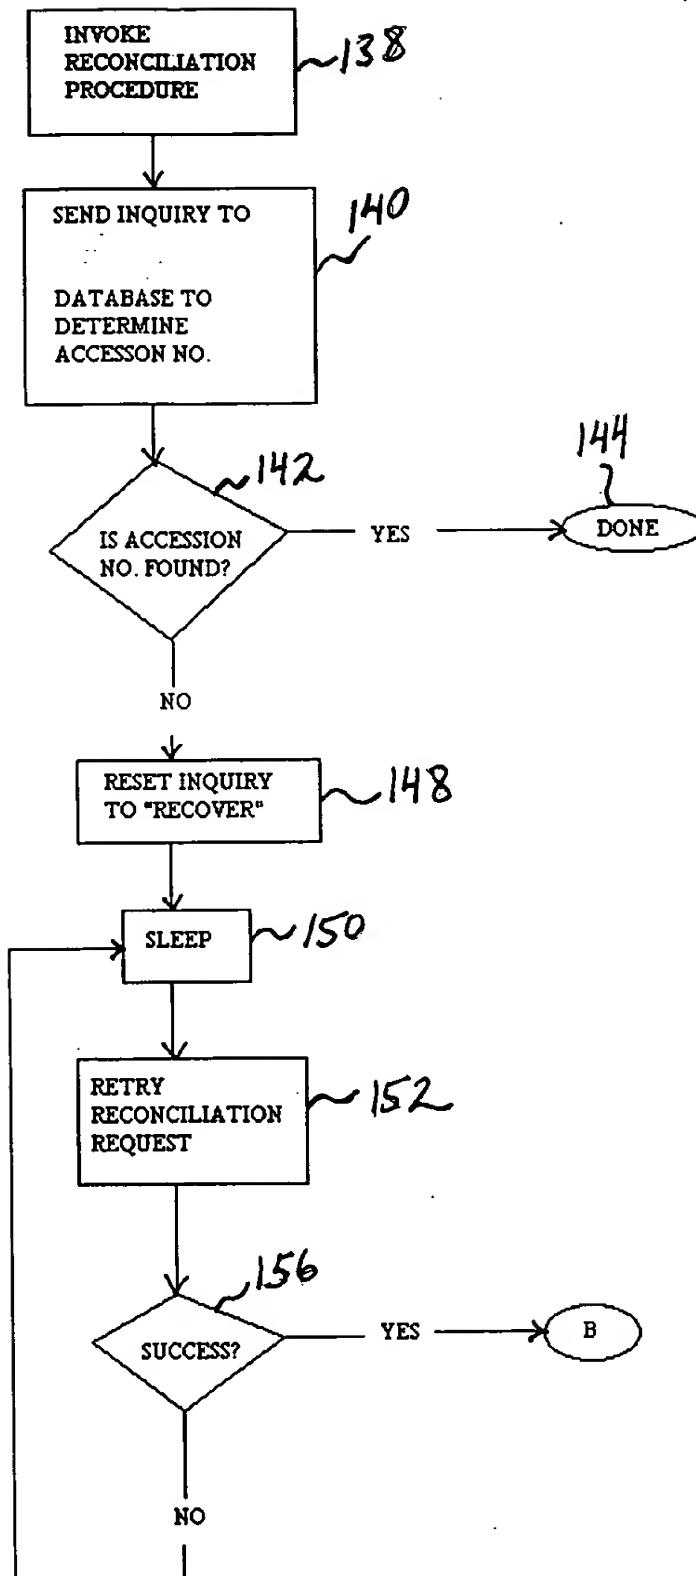 INVOKE
RECONCILIATION
PROCEDURE
138
SEND INQUIRY TO
DATABASE TO
DETERMINE
ACCESSON NO.
140
142
IS ACCESSION
NO. FOUND?
YES
144
DONE
NO
RESET INQUIRY
TO "RECOVER"
148
SLEEP
150
RETRY
RECONCILIATION
REQUEST
152
156
SUCCESS?
YES
B
NO